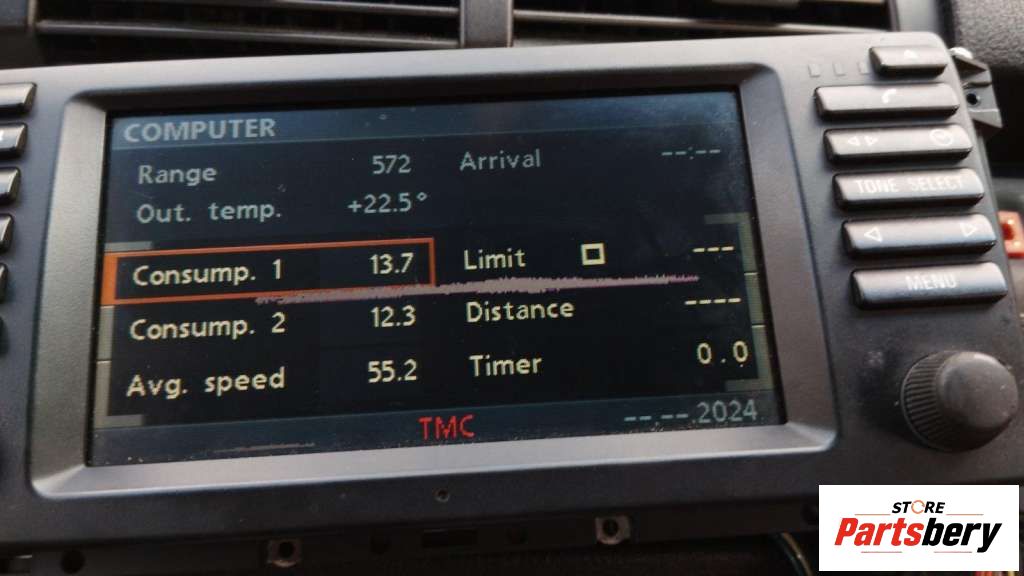 COMPUTER
Range 572 Arrival --:--
Out. temp. +22.5°
Consump. 1 13.7 Limit ---
Consump. 2 12.3 Distance ----
Avg. speed 55.2 Timer 0.0
TMC --.--.2024
TONE SELECT
MENU
STORE
Partsbery